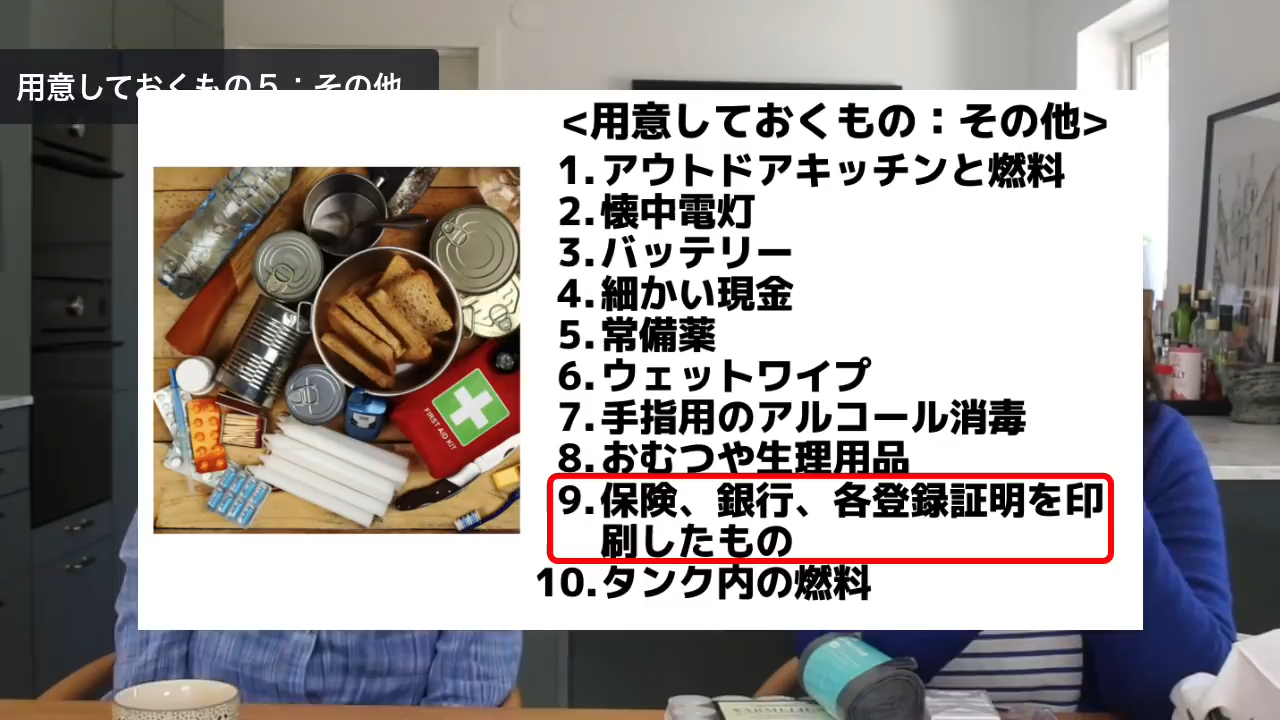 用意しておくもの５：その他
<用意しておくもの：その他>
1.アウトドアキッチンと燃料
2.懐中電灯
3.バッテリー
4.細かい現金
5.常備薬
6.ウェットワイプ
7.手指用のアルコール消毒
8.おむつや生理用品
9.保険、銀行、各登録証明を印
刷したもの
10.タンク内の燃料
FIRST AID KIT